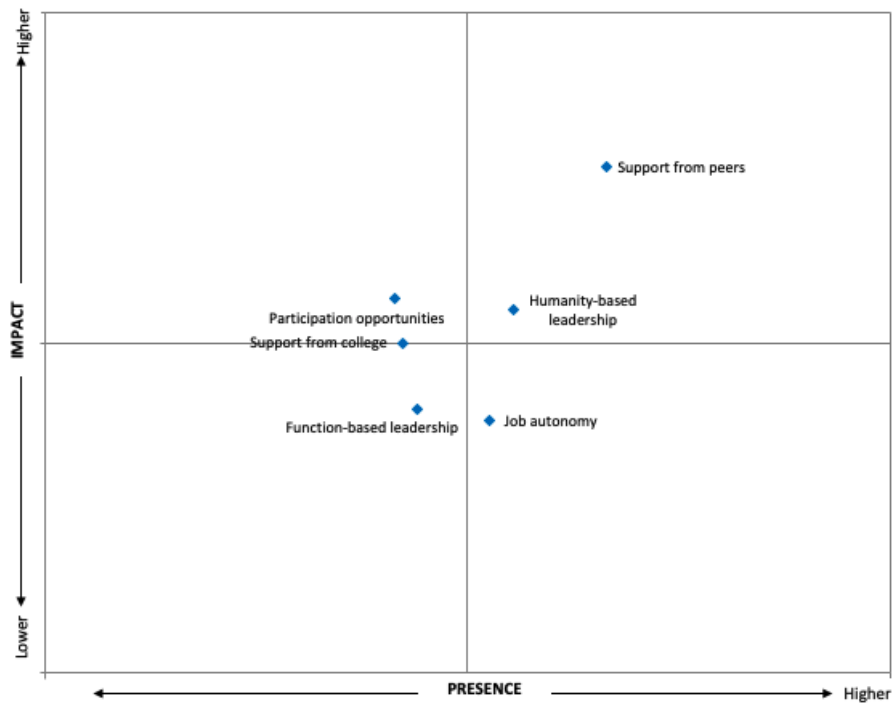 Higher
Support from peers
Humanity-based
leadership
Participation opportunities
IMPACT
Support from college
Job autonomy
Function-based leadership
Lower
PRESENCE
Higher